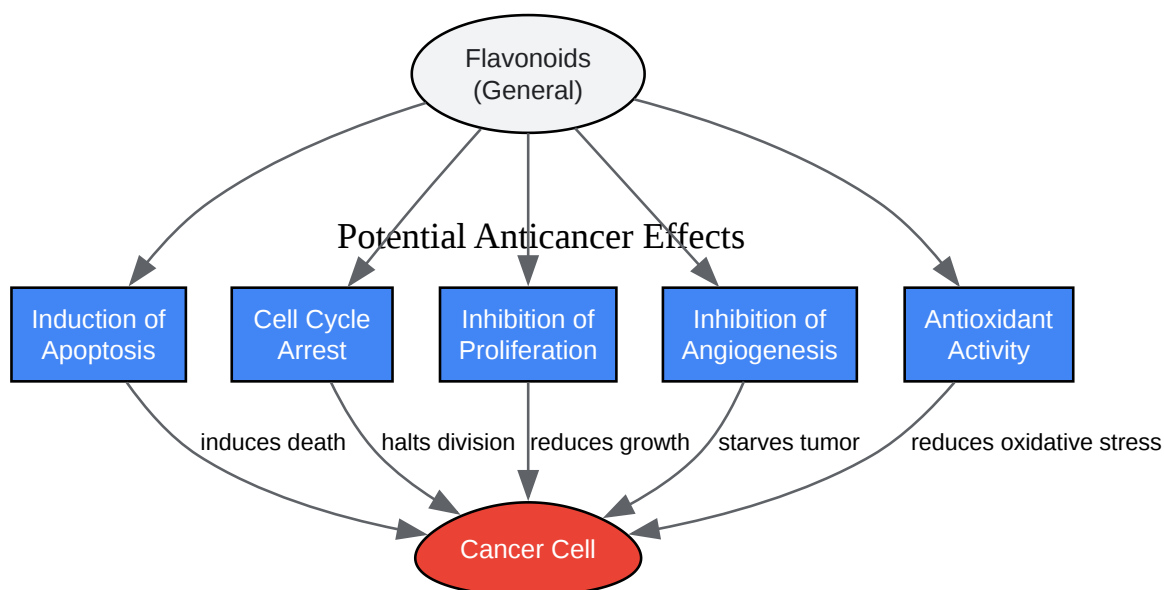 Flavonoids
(General)
Potential Anticancer Effects
Induction of
Apoptosis
Cell Cycle
Arrest
Inhibition of
Proliferation
Inhibition of
Angiogenesis
Antioxidant
Activity
induces death
halts division
reduces growth
starves tumor
reduces oxidative stress
Cancer Cell